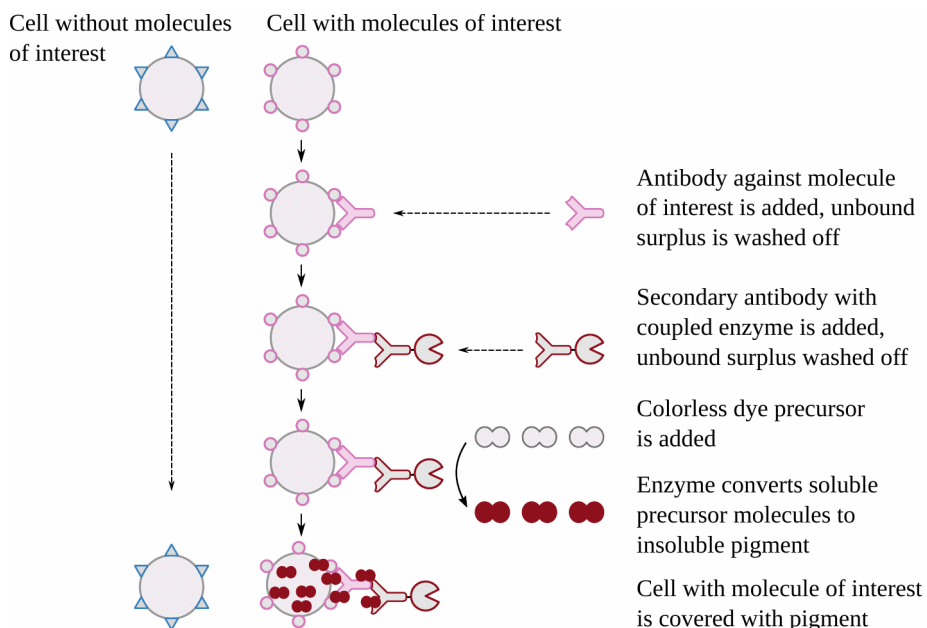 Cell without molecules
of interest
Cell with molecules of interest
Antibody against molecule
of interest is added, unbound
surplus is washed off
Secondary antibody with
coupled enzyme is added,
unbound surplus washed off
Colorless dye precursor
is added
Enzyme converts soluble
precursor molecules to
insoluble pigment
Cell with molecule of interest
is covered with pigment